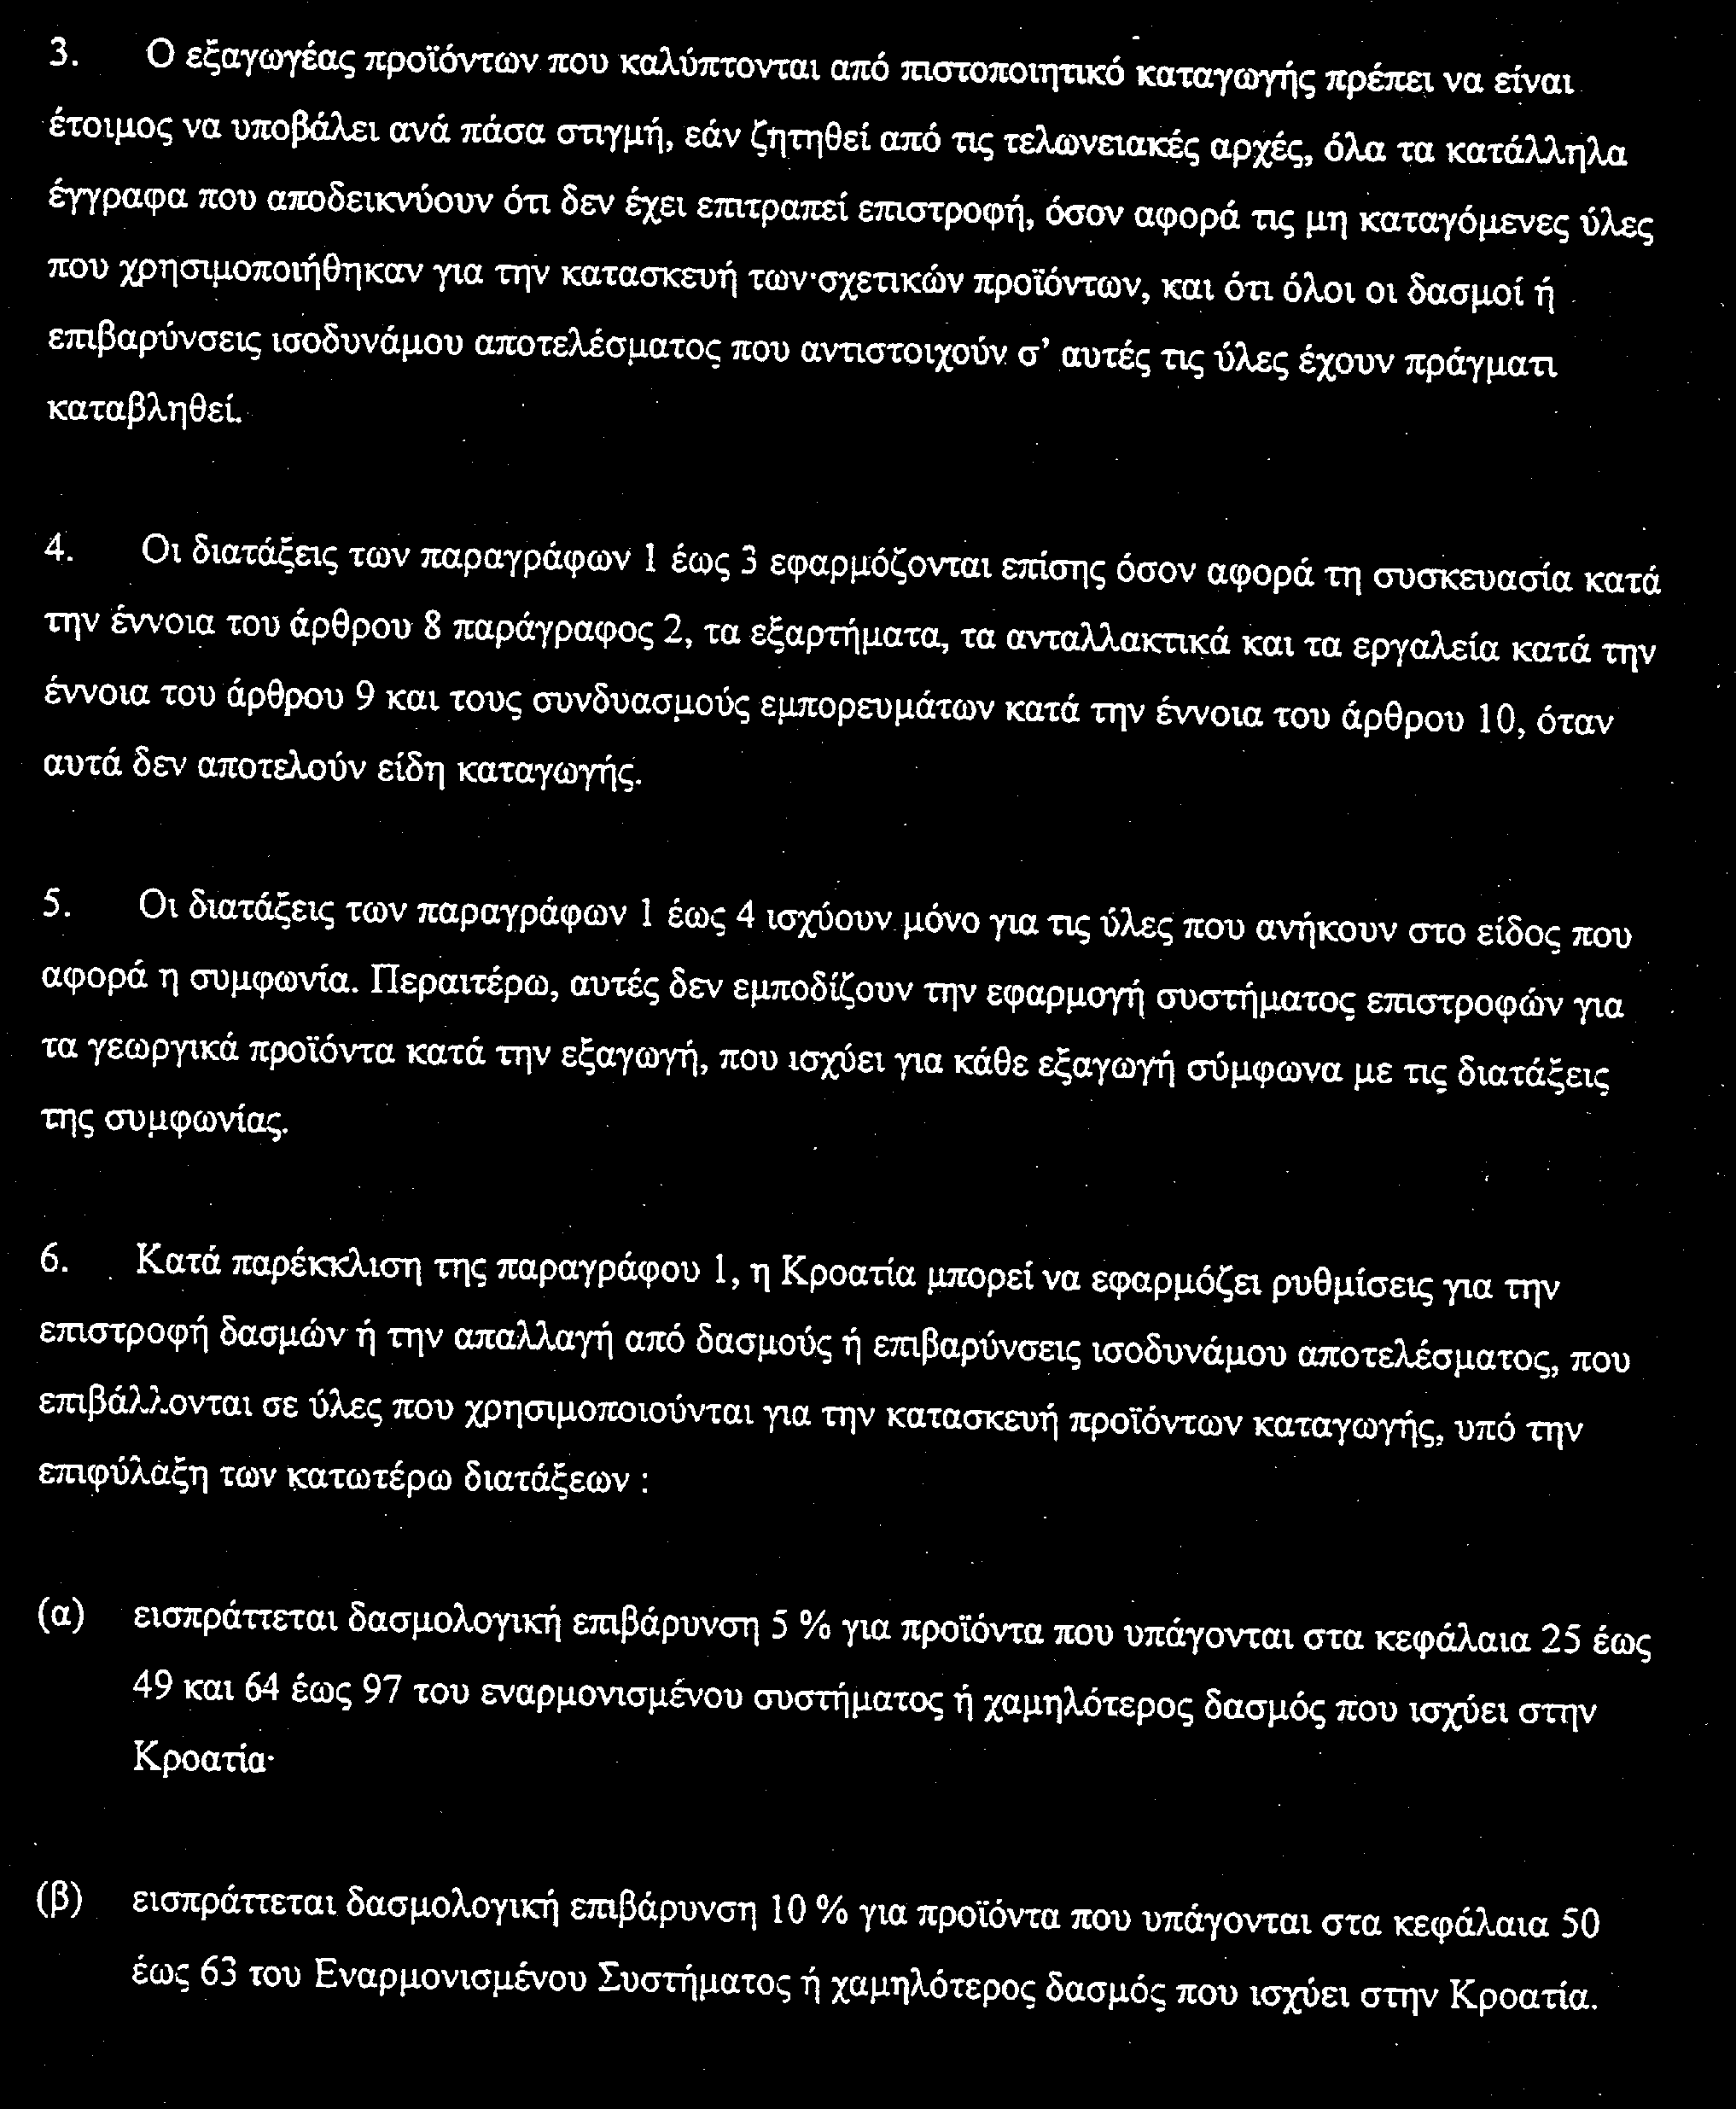 3. Ο εξαγωγέας προϊόντων που καλύπτονται από πιστοποιητικό καταγωγής πρέπει να είναι
έτοιμος να υποβάλει ανά πάσα στιγμή, εάν ζητηθεί από τις τελωνειακές αρχές, όλα τα κατάλληλα
έγγραφα που αποδεικνύουν ότι δεν έχει επιτραπεί επιστροφή, όσον αφορά τις μη καταγόμενες ύλες
που χρησιμοποιήθηκαν για την κατασκευή των σχετικών προϊόντων, και ότι όλοι οι δασμοί ή
επιβαρύνσεις ισοδυνάμου αποτελέσματος που αντιστοιχούν σ' αυτές τις ύλες έχουν πράγματι
καταβληθεί.
4. Οι διατάξεις των παραγράφων 1 έως 3 εφαρμόζονται επίσης όσον αφορά τη συσκευασία κατά
την έννοια του άρθρου 8 παράγραφος 2, τα εξαρτήματα, τα ανταλλακτικά και τα εργαλεία κατά την
έννοια του άρθρου 9 και τους συνδυασμούς εμπορευμάτων κατά την έννοια του άρθρου 10, όταν
αυτά δεν αποτελούν είδη καταγωγής.
5. Οι διατάξεις των παραγράφων 1 έως 4 ισχύουν μόνο για τις ύλες που ανήκουν στο είδος που
αφορά η συμφωνία. Περαιτέρω, αυτές δεν εμποδίζουν την εφαρμογή συστήματος επιστροφών για
τα γεωργικά προϊόντα κατά την εξαγωγή, που ισχύει για κάθε εξαγωγή σύμφωνα με τις διατάξεις
της συμφωνίας.
6. Κατά παρέκκλιση της παραγράφου 1, η Κροατία μπορεί να εφαρμόζει ρυθμίσεις για την
επιστροφή δασμών ή την απαλλαγή από δασμούς ή επιβαρύνσεις ισοδυνάμου αποτελέσματος, που
επιβάλλονται σε ύλες που χρησιμοποιούνται για την κατασκευή προϊόντων καταγωγής, υπό την
επιφύλαξη των κατωτέρω διατάξεων :
(α) εισπράττεται δασμολογική επιβάρυνση 5 % για προϊόντα που υπάγονται στα κεφάλαια 25 έως
49 και 64 έως 97 του εναρμονισμένου συστήματος ή χαμηλότερος δασμός που ισχύει στην
Κροατία·
(β) εισπράττεται δασμολογική επιβάρυνση 10 % για προϊόντα που υπάγονται στα κεφάλαια 50
έως 63 του Εναρμονισμένου Συστήματος ή χαμηλότερος δασμός που ισχύει στην Κροατία.